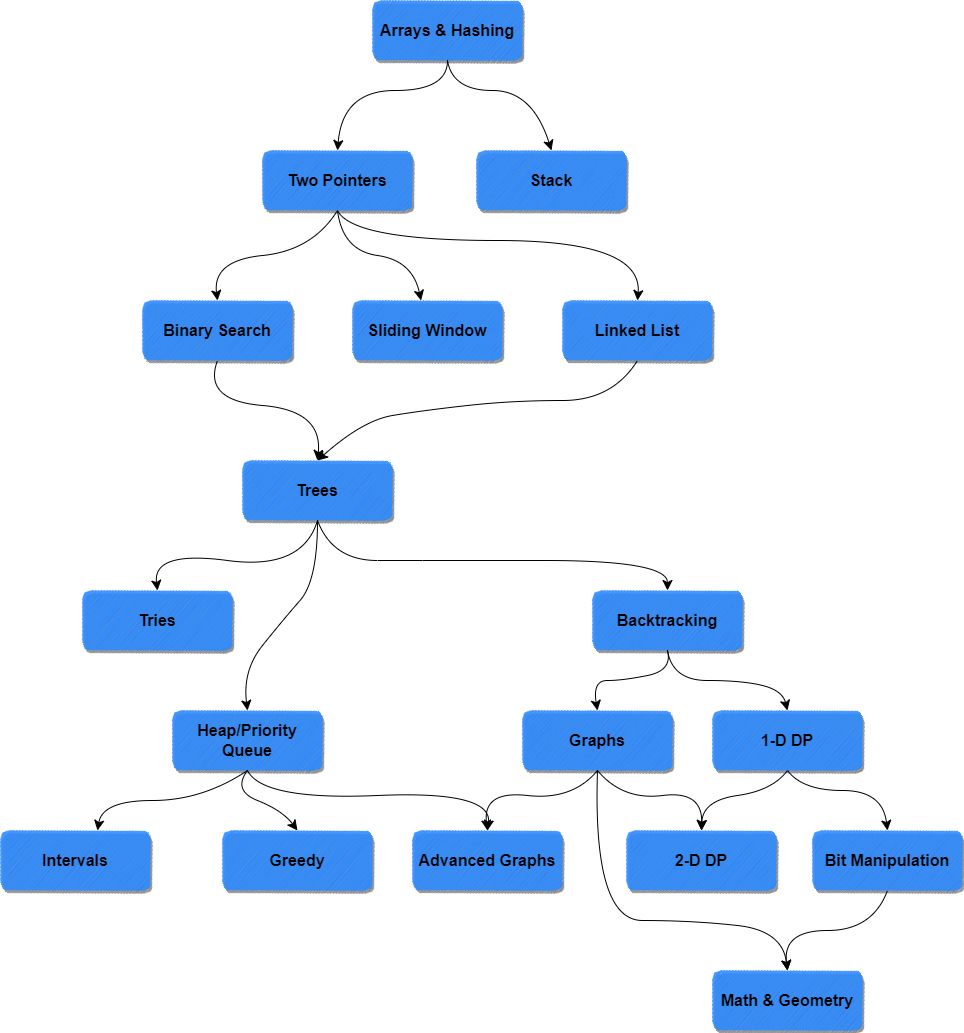 Arrays & Hashing
Two Pointers
Stack
Binary Search
Sliding Window
Linked List
Trees
Tries
Backtracking
Heap/Priority
Queue
Graphs
1-D DP
Intervals
Greedy
Advanced Graphs
2-D DP
Bit Manipulation
Math & Geometry